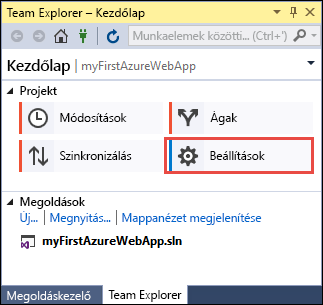 Team Explorer – Kezdőlap
Munkaelemek közötti... (Ctrl+')
Kezdőlap | myFirstAzureWebApp
Projekt
Módosítások
Ágak
Szinkronizálás
Beállítások
Megoldások
Új... | Megnyitás... | Mappanézet megjelenítése
myFirstAzureWebApp.sln
Megoldáskezelő
Team Explorer